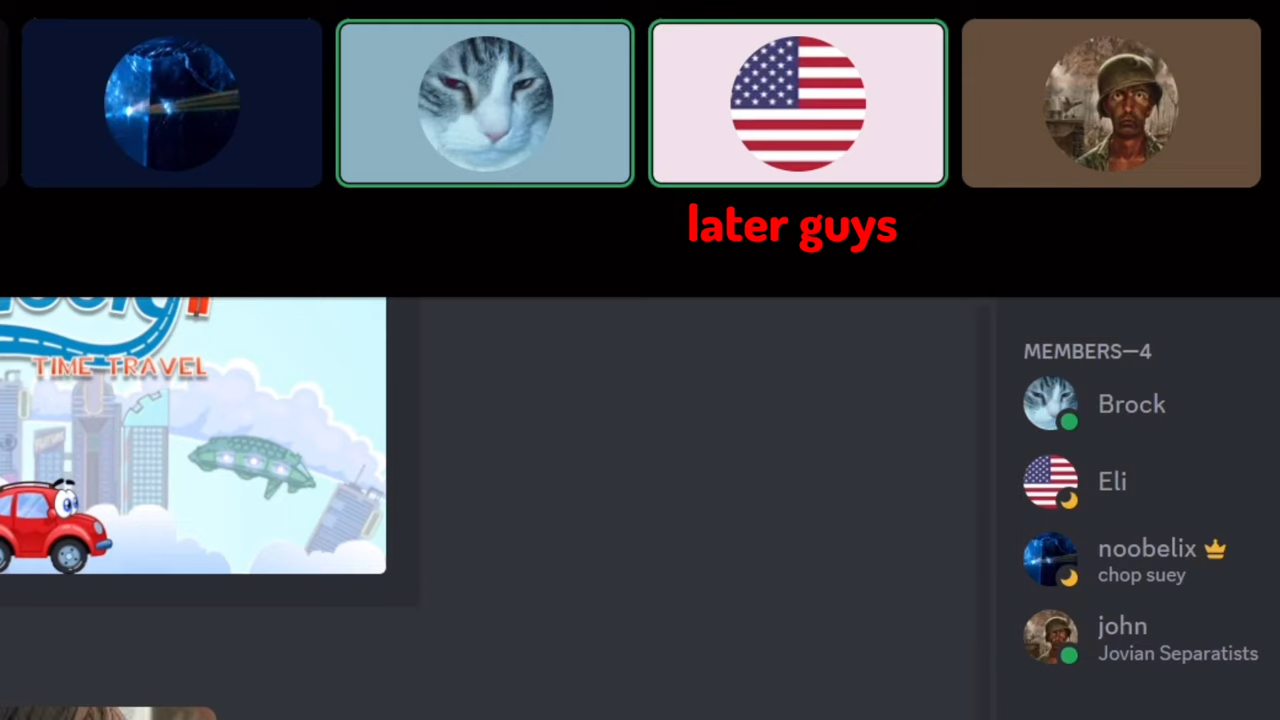 later guys
TIME TRAVEL
MEMBERS—4
Brock
Eli
noobelix
chop suey
john
Jovian Separatists